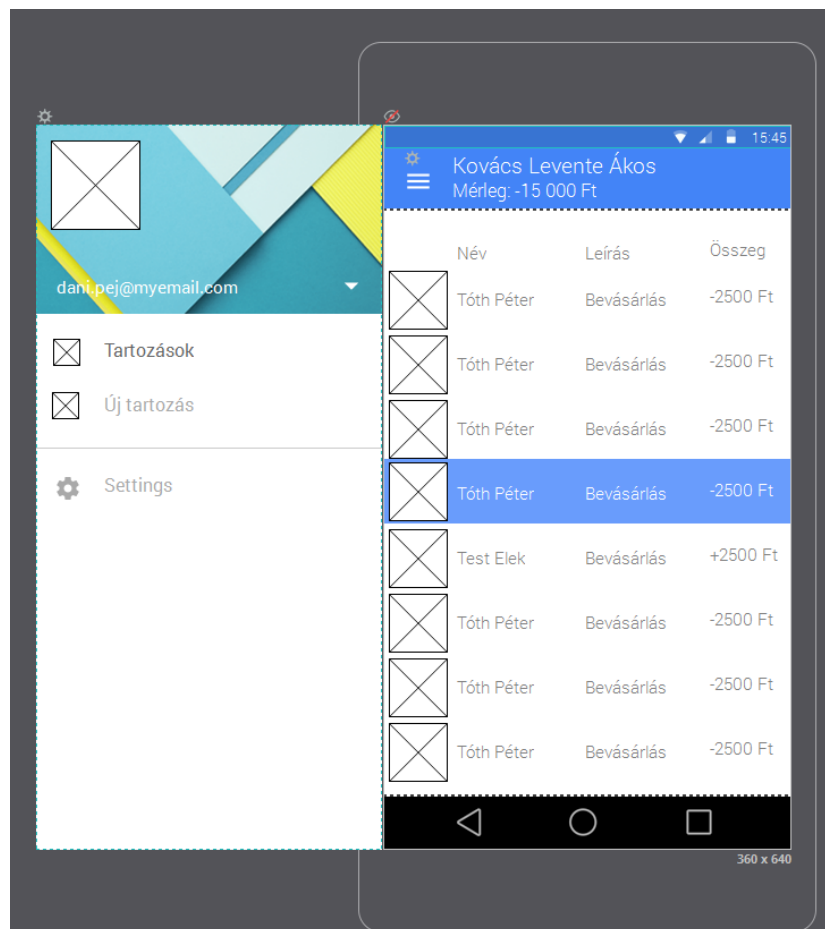 dani.pej@myemail.com
Tartozások
Új tartozás
Settings
15:45
Kovács Levente Ákos
Mérleg: -15 000 Ft
Név Leírás Összeg
Tóth Péter Bevásárlás -2500 Ft
Tóth Péter Bevásárlás -2500 Ft
Tóth Péter Bevásárlás -2500 Ft
Tóth Péter Bevásárlás -2500 Ft
Test Elek Bevásárlás +2500 Ft
Tóth Péter Bevásárlás -2500 Ft
Tóth Péter Bevásárlás -2500 Ft
Tóth Péter Bevásárlás -2500 Ft
360 x 640